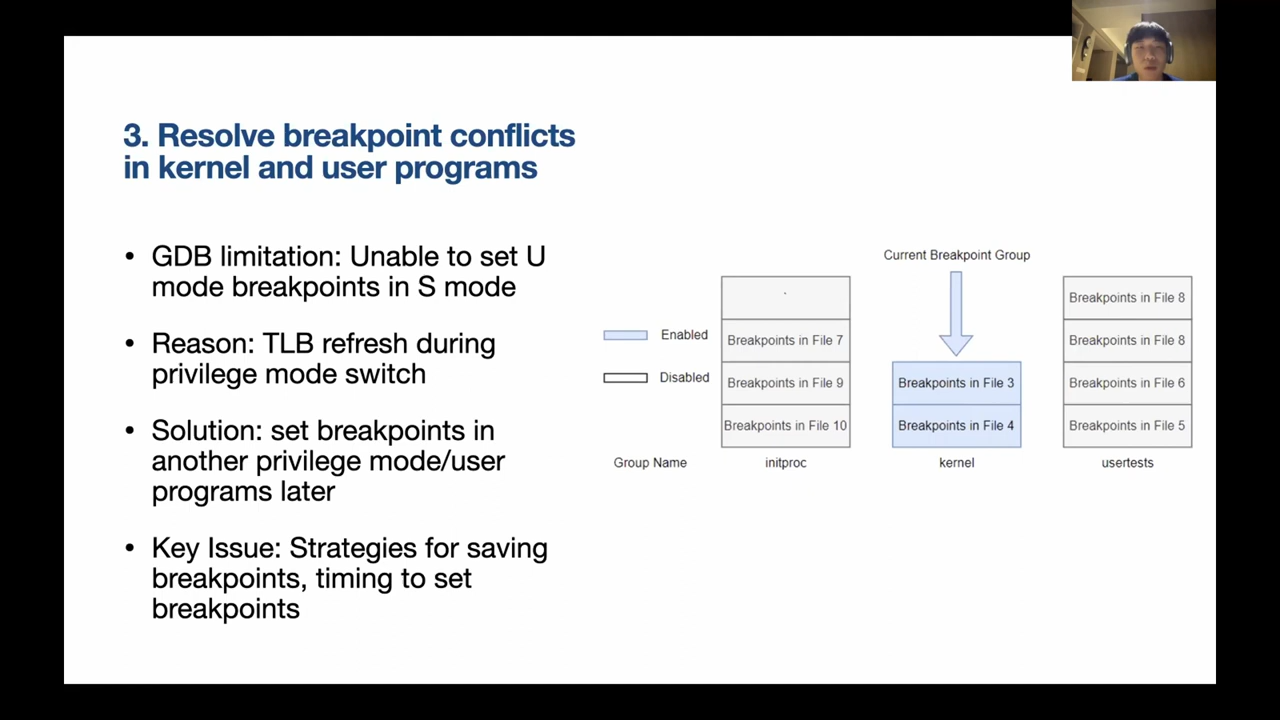 3. Resolve breakpoint conflicts
in kernel and user programs
• GDB limitation: Unable to set U
mode breakpoints in S mode
• Reason: TLB refresh during
privilege mode switch
• Solution: set breakpoints in
another privilege mode/user
programs later
• Key Issue: Strategies for saving
breakpoints, timing to set
breakpoints
Current Breakpoint Group
Enabled
Disabled
Group Name
Breakpoints in File 7
Breakpoints in File 9
Breakpoints in File 10
initproc
Breakpoints in File 3
Breakpoints in File 4
kernel
Breakpoints in File 8
Breakpoints in File 8
Breakpoints in File 6
Breakpoints in File 5
usertests